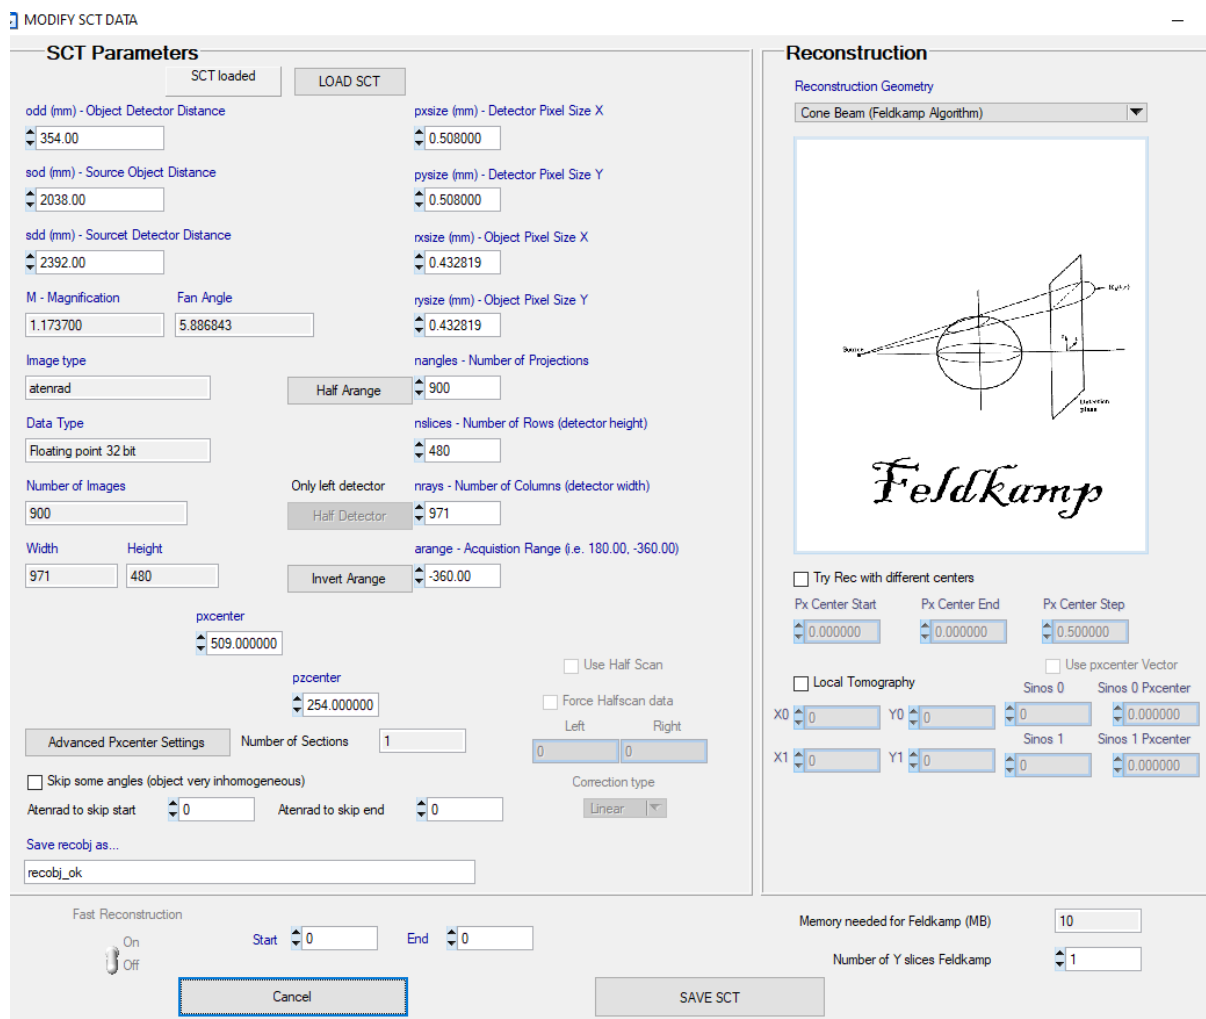 MODIFY SCT DATA
SCT Parameters
SCT loaded
LOAD SCT
odd (mm) - Object Detector Distance
354.00
sod (mm) - Source Object Distance
2038.00
sdd (mm) - Sourcet Detector Distance
2392.00
M - Magnification
Fan Angle
1.173700
5.886843
Image type
atenrad
Half Arange
Data Type
Floating point 32 bit
Number of Images
900
Only left detector
Half Detector
Width
Height
971
480
Invert Arange
pxsize (mm) - Detector Pixel Size X
0.508000
pysize (mm) - Detector Pixel Size Y
0.508000
rxsize (mm) - Object Pixel Size X
0.432819
rysize (mm) - Object Pixel Size Y
0.432819
nangles - Number of Projections
900
nslices - Number of Rows (detector height)
480
nrays - Number of Columns (detector width)
971
arange - Acquistion Range (i.e. 180.00, -360.00)
-360.00
pxcenter
509.000000
pzcenter
254.000000
Use Half Scan
Force Halfscan data
Left
Right
0
0
Advanced Pxcenter Settings
Number of Sections
1
Skip some angles (object very inhomogeneous)
Correction type
Linear
Atenrad to skip start
0
Atenrad to skip end
0
Save recobj as...
recobj_ok
Reconstruction
Reconstruction Geometry
Cone Beam (Feldkamp Algorithm)
Source
Detection
plane
Feldkamp
Try Rec with different centers
Px Center Start
Px Center End
Px Center Step
0.000000
0.000000
0.500000
Use pxcenter Vector
Local Tomography
Sinos 0
Sinos 0 Pxcenter
X0
0
Y0
0
0
0.000000
Sinos 1
Sinos 1 Pxcenter
X1
0
Y1
0
0
0.000000
Fast Reconstruction
On
Off
Start
0
End
0
Memory needed for Feldkamp (MB)
10
Number of Y slices Feldkamp
1
Cancel
SAVE SCT